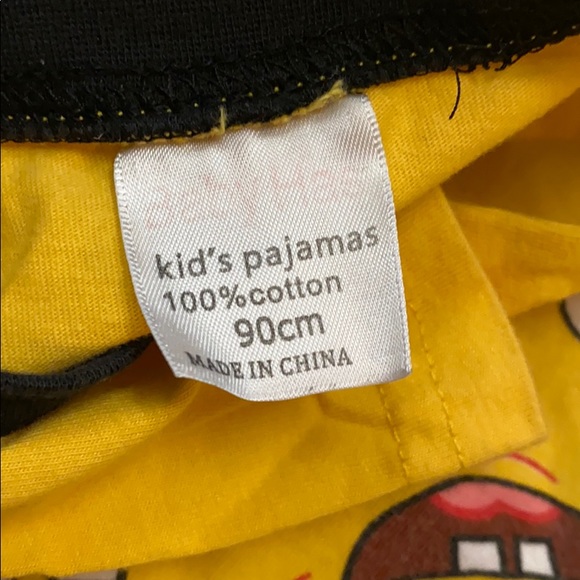 kid's pajamas
100%cotton
90cm
MADE IN CHINA